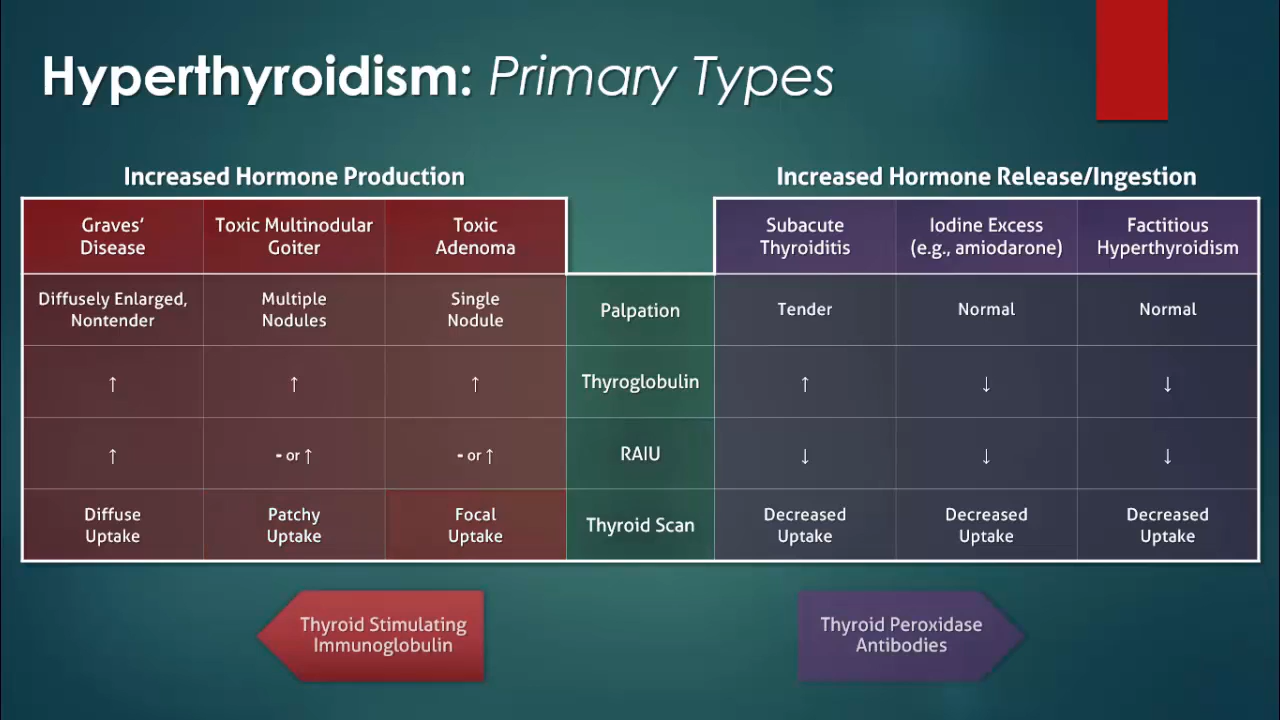 Hyperthyroidism: Primary Types
Increased Hormone Production
Increased Hormone Release/Ingestion
Graves’
Disease
Toxic Multinodular
Goiter
Toxic
Adenoma
Subacute
Thyroiditis
Iodine Excess
(e.g., amiodarone)
Factitious
Hyperthyroidism
Diffusely Enlarged,
Nontender
Multiple
Nodules
Single
Nodule
Palpation
Tender
Normal
Normal
↑
↑
↑
Thyroglobulin
↑
↓
↓
↑
- or ↑
- or ↑
RAIU
↓
↓
↓
Diffuse
Uptake
Patchy
Uptake
Focal
Uptake
Thyroid Scan
Decreased
Uptake
Decreased
Uptake
Decreased
Uptake
Thyroid Stimulating
Immunoglobulin
Thyroid Peroxidase
Antibodies